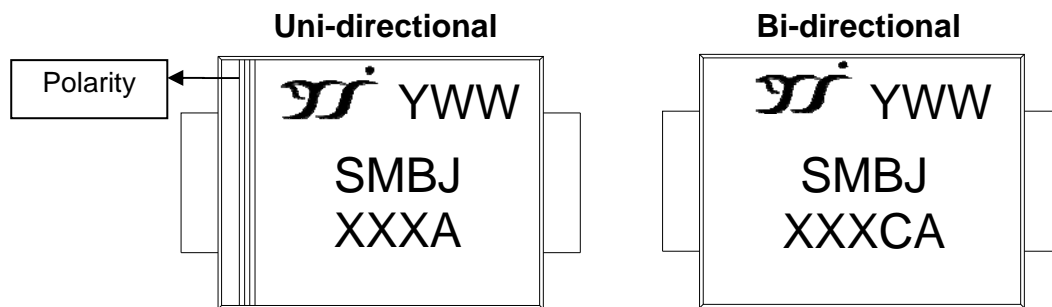 Uni-directional
Bi-directional
Polarity
YWW
SMBJ
XXXA
YWW
SMBJ
XXXCA